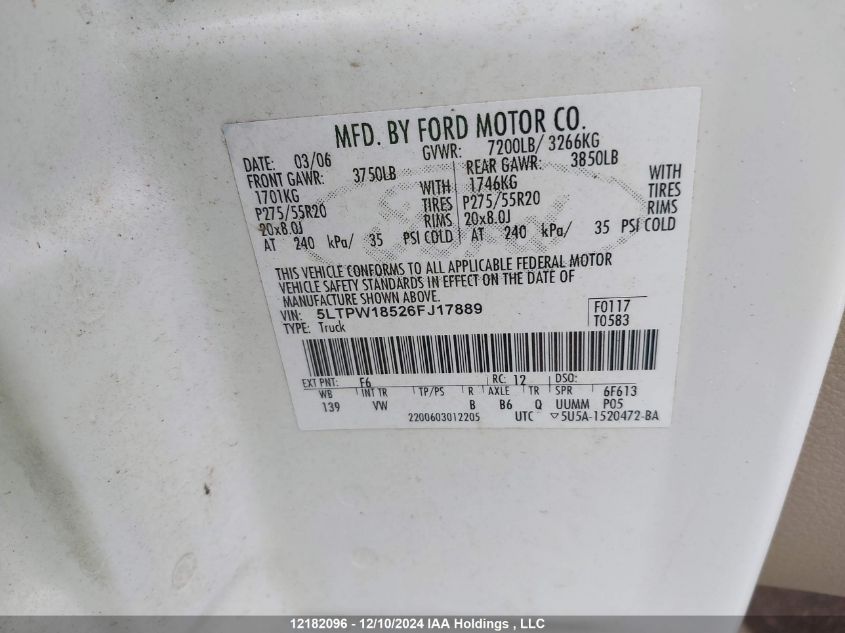 MFD. BY FORD MOTOR CO.
DATE: 03/06 GVWR: 7200LB/ 3266KG
FRONT GAWR: 3750LB REAR GAWR: 3850LB
1701KG WITH 1746KG WITH
P275/55R20 TIRES P275/55R20 TIRES
20x8.0J RIMS 20x8.0J RIMS
AT 240 kPa/ 35 PSI COLD AT 240 kPa/ 35 PSI COLD
THIS VEHICLE CONFORMS TO ALL APPLICABLE FEDERAL MOTOR
VEHICLE SAFETY STANDARDS IN EFFECT ON THE DATE OF
MANUFACTURE SHOWN ABOVE.
VIN: 5LTPW18526FJ17889 F0117
TYPE: Truck T0583
EXT PNT: F6 RC: 12 DSO:
WB INT TR TP/PS R AXLE TR SPR 6F613
139 VW B B6 Q UUMM P05
2200603012205 UTC ▽5U5A-1520472-BA
12182096 - 12/10/2024 IAA Holdings , LLC